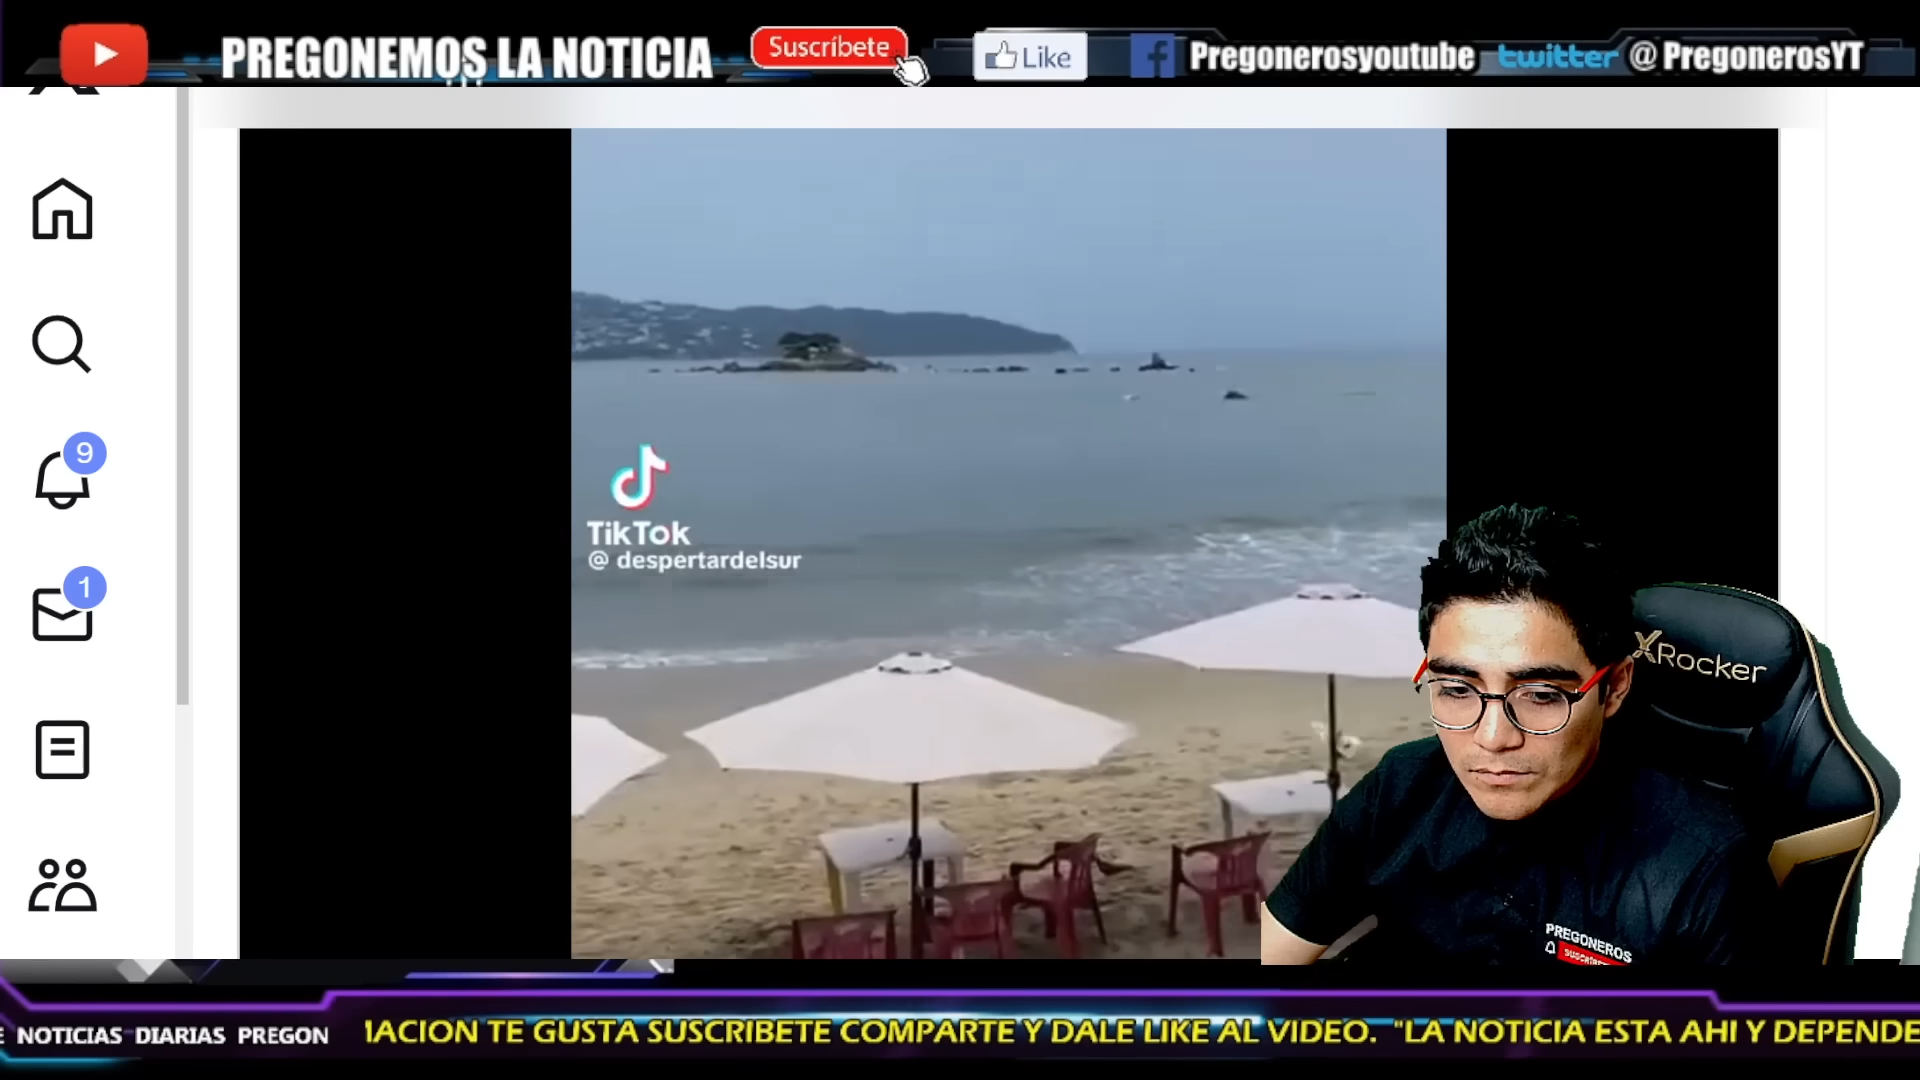 PREGONEMOS LA NOTICIA
Suscríbete
Like
Pregonerosyoutube
twitter @PregonerosYT
9
1
TikTok
@ despertardelsur
XRocker
PREGONEROS
E NOTICIAS DIARIAS PREGON
TE GUSTA SUSCRIBETE COMPARTE Y DALE LIKE AL VIDEO. "LA NOTICIA ESTA AHI Y DEPENDE